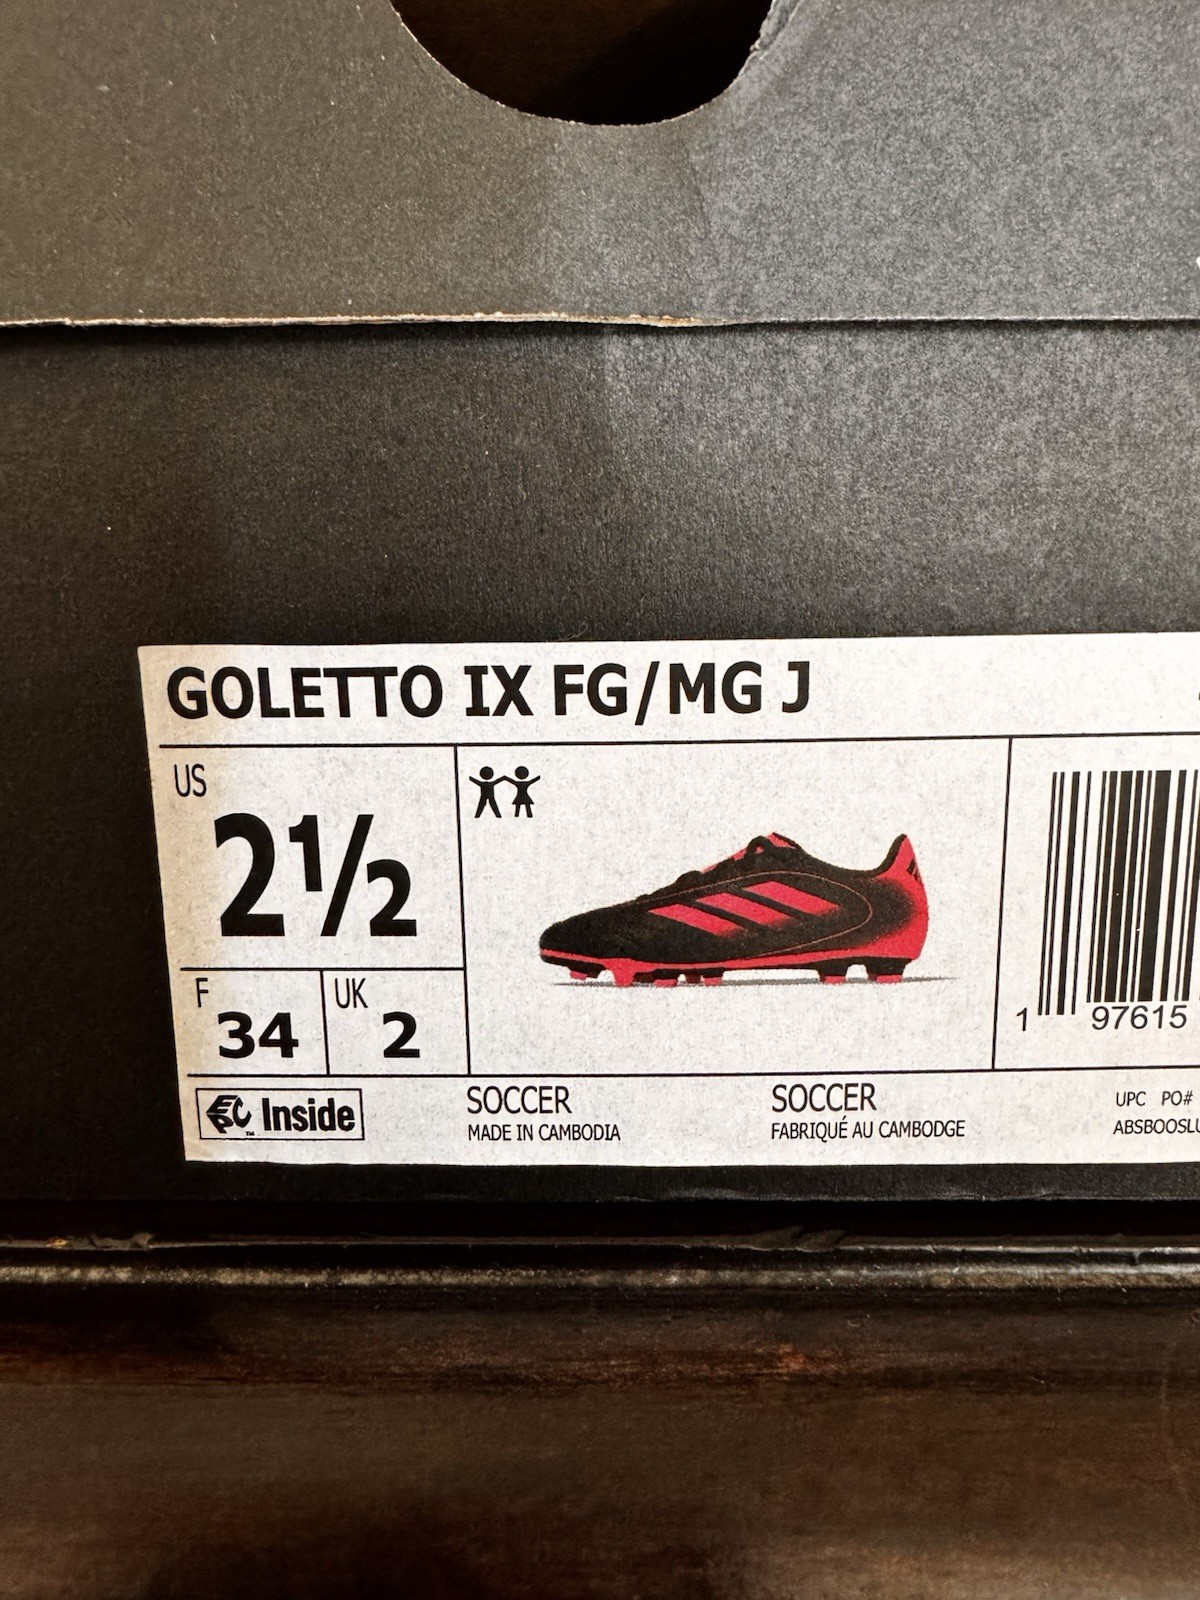 GOLETTO IX FG/MG J
US
2½
F 34
UK 2
EPC Inside
SOCCER
MADE IN CAMBODIA
SOCCER
FABRIQUÉ AU CAMBODGE
1 97615
UPC PO#